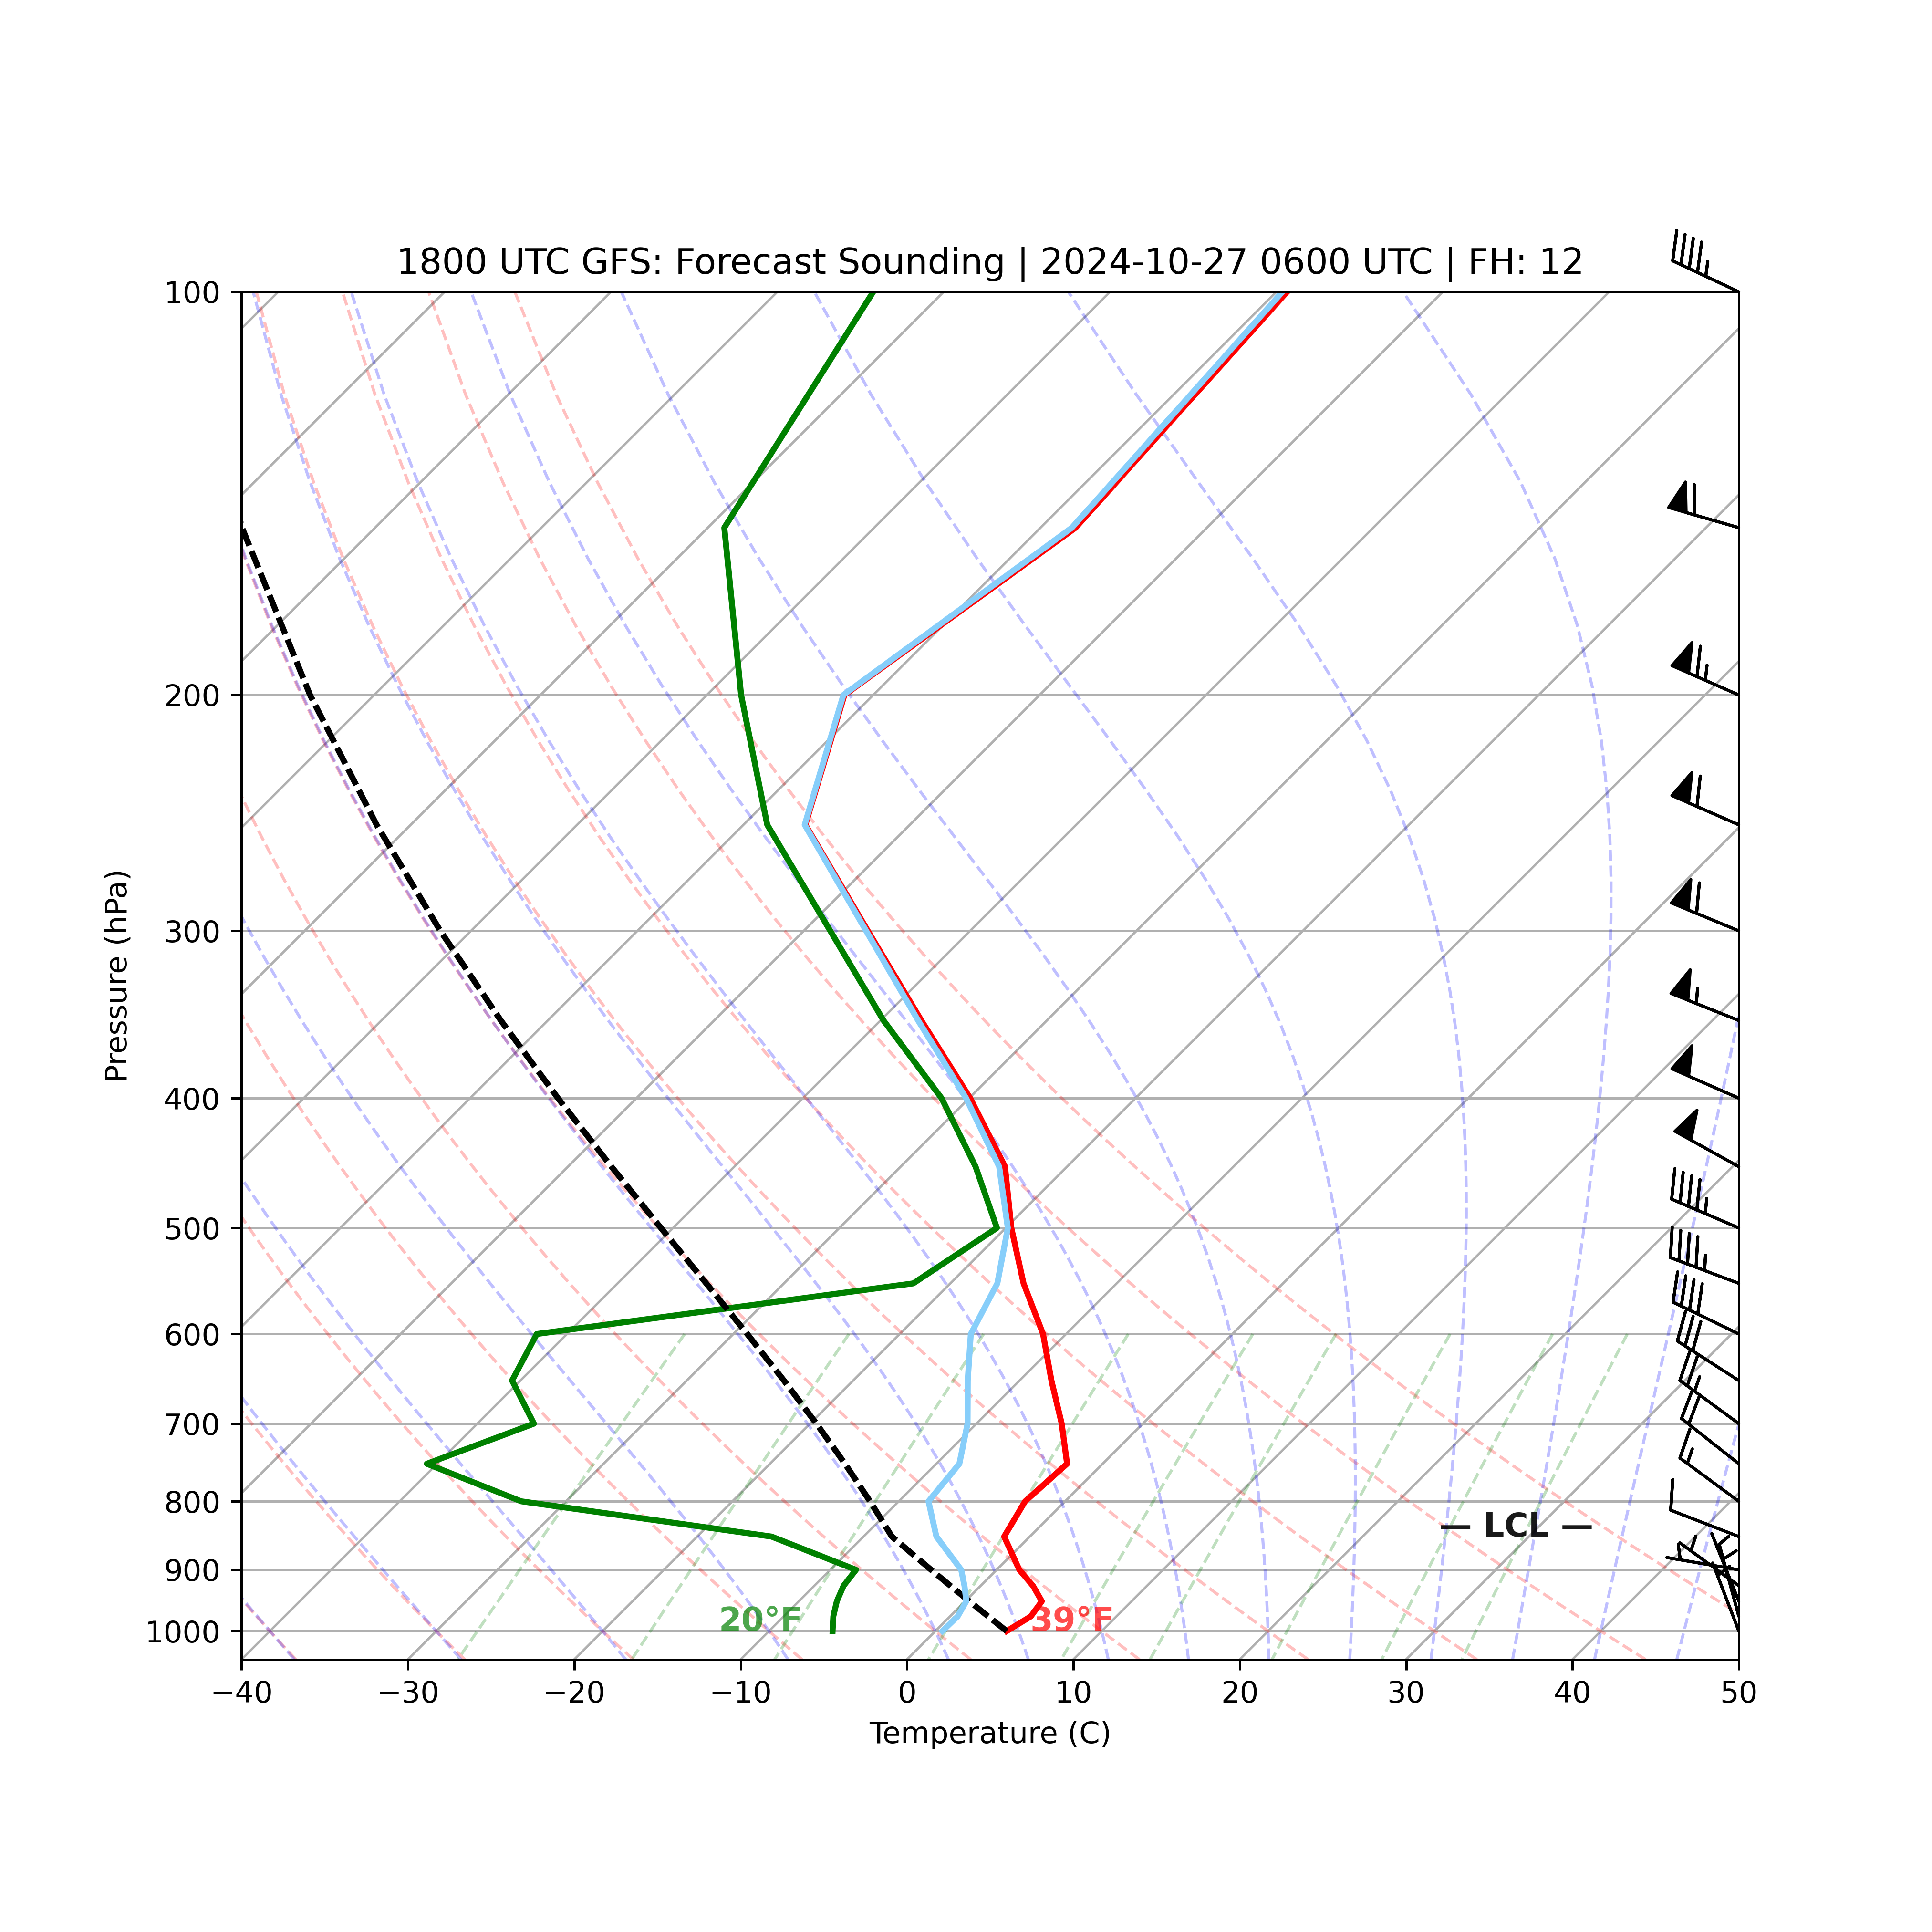 1800 UTC GFS: Forecast Sounding | 2024-10-27 0600 UTC | FH: 12
100
200
300
400
500
600
700
800
900
1000
Pressure (hPa)
— LCL —
20°F
39°F
−40 −30 −20 −10 0 10 20 30 40 50
Temperature (C)